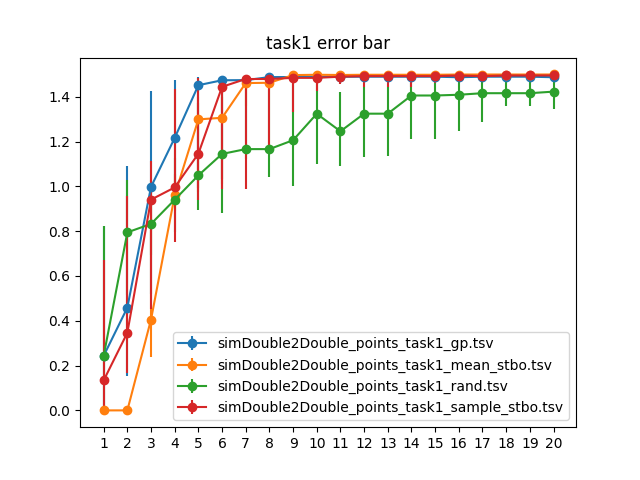 task1 error bar
1.4
1.2
1.0
0.8
0.6
0.4
0.2
0.0
simDouble2Double_points_task1_gp.tsv
simDouble2Double_points_task1_mean_stbo.tsv
simDouble2Double_points_task1_rand.tsv
simDouble2Double_points_task1_sample_stbo.tsv
1 2 3 4 5 6 7 8 9 10 11 12 13 14 15 16 17 18 19 20